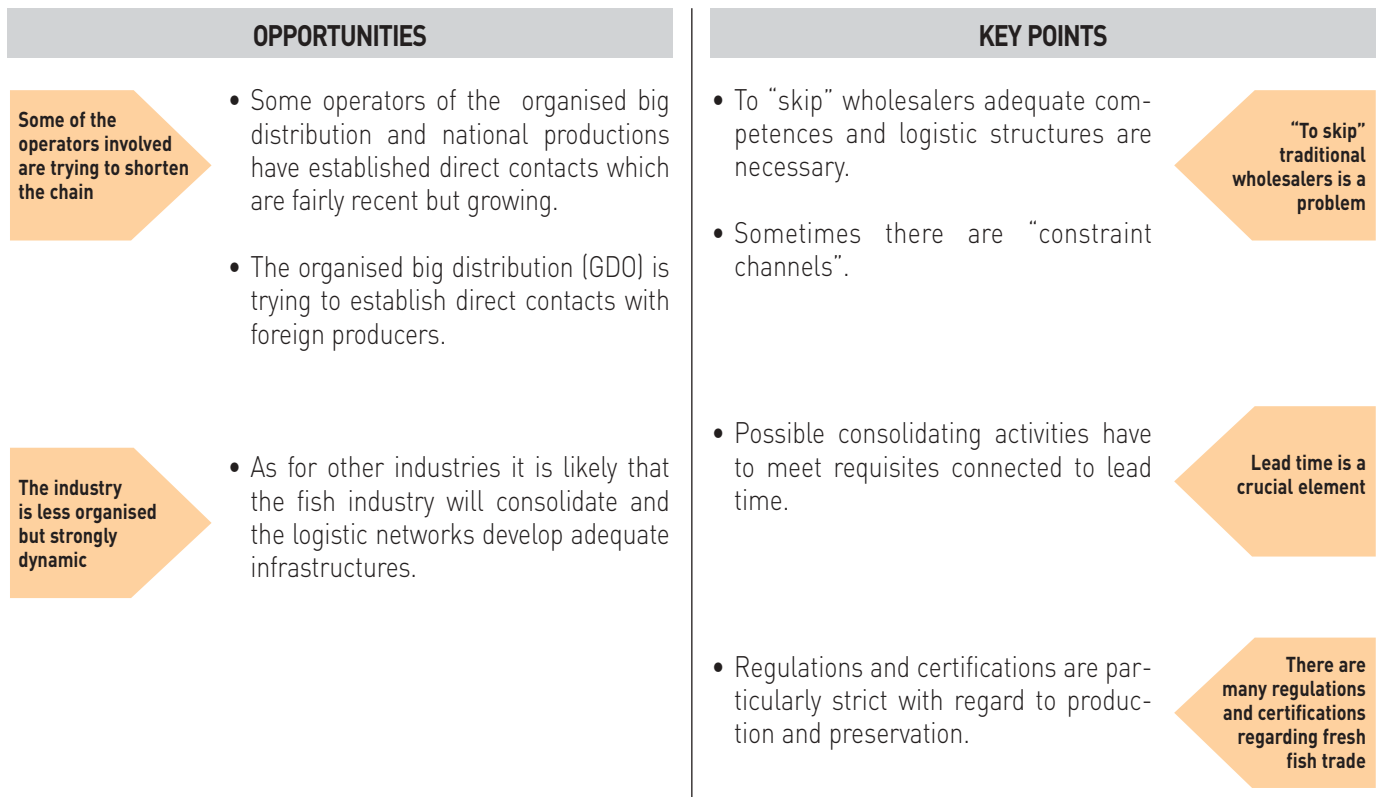 OPPORTUNITIES
Some of the
operators involved
are trying to shorten
the chain
• Some operators of the organised big
distribution and national productions
have established direct contacts which
are fairly recent but growing.
• The organised big distribution (GDO) is
trying to establish direct contacts with
foreign producers.
The industry
is less organised
but strongly
dynamic
• As for other industries it is likely that
the fish industry will consolidate and
the logistic networks develop adequate
infrastructures.
KEY POINTS
• To “skip” wholesalers adequate com-
petences and logistic structures are
necessary.
• Sometimes there are “constraint
channels”.
“To skip”
traditional
wholesalers is a
problem
• Possible consolidating activities have
to meet requisites connected to lead
time.
Lead time is a
crucial element
• Regulations and certifications are par-
ticularly strict with regard to produc-
tion and preservation.
There are
many regulations
and certifications
regarding fresh
fish trade